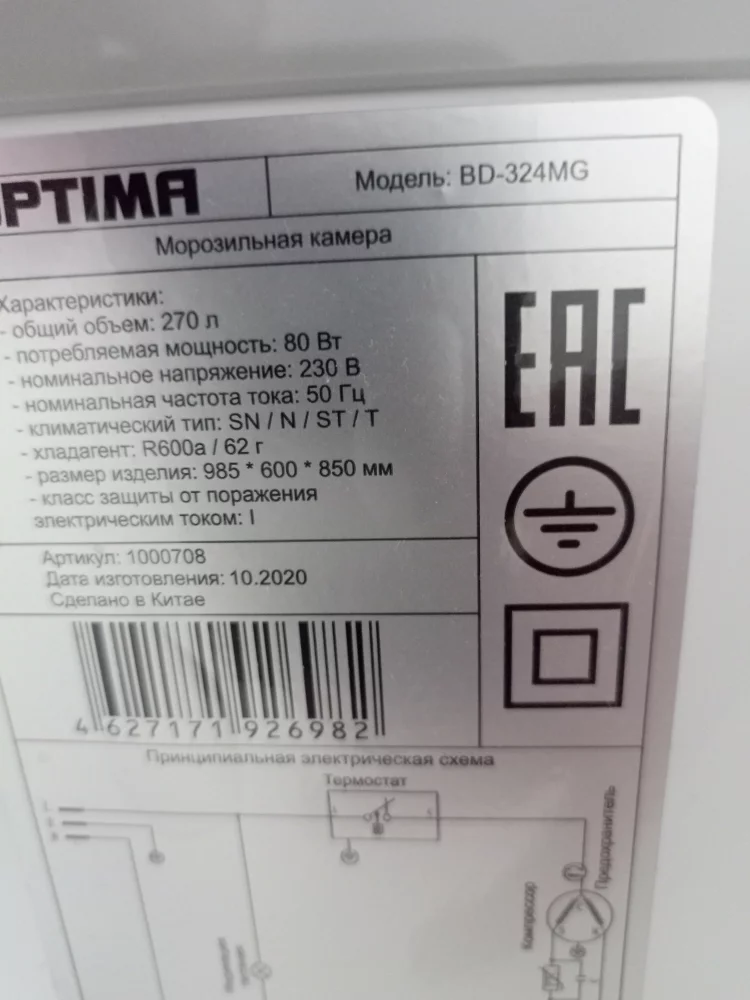 OPTIMA
Модель: BD-324MG
Морозильная камера
Характеристики:
- общий объем: 270 л
- потребляемая мощность: 80 Вт
- номинальное напряжение: 230 В
- номинальная частота тока: 50 Гц
- климатический тип: SN / N / ST / T
- хладагент: R600a / 62 г
- размер изделия: 985 * 600 * 850 мм
- класс защиты от поражения
электрическим током: I
EAC
Артикул: 1000708
Дата изготовления: 10.2020
Сделано в Китае
4 627171 926982
Принципиальная электрическая схема
Термостат
Предохранитель
Компрессор